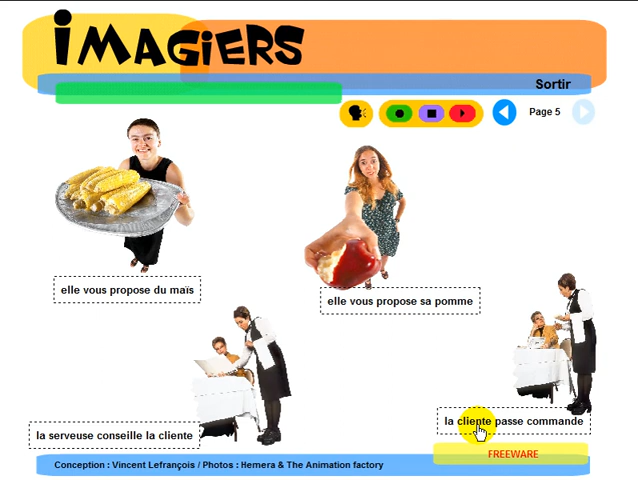 iMAGiERS
Sortir
Page 5
elle vous propose du maïs
elle vous propose sa pomme
la serveuse conseille la cliente
la cliente passe commande
FREEWARE
Conception : Vincent Lefrançois / Photos : Hemera & The Animation factory